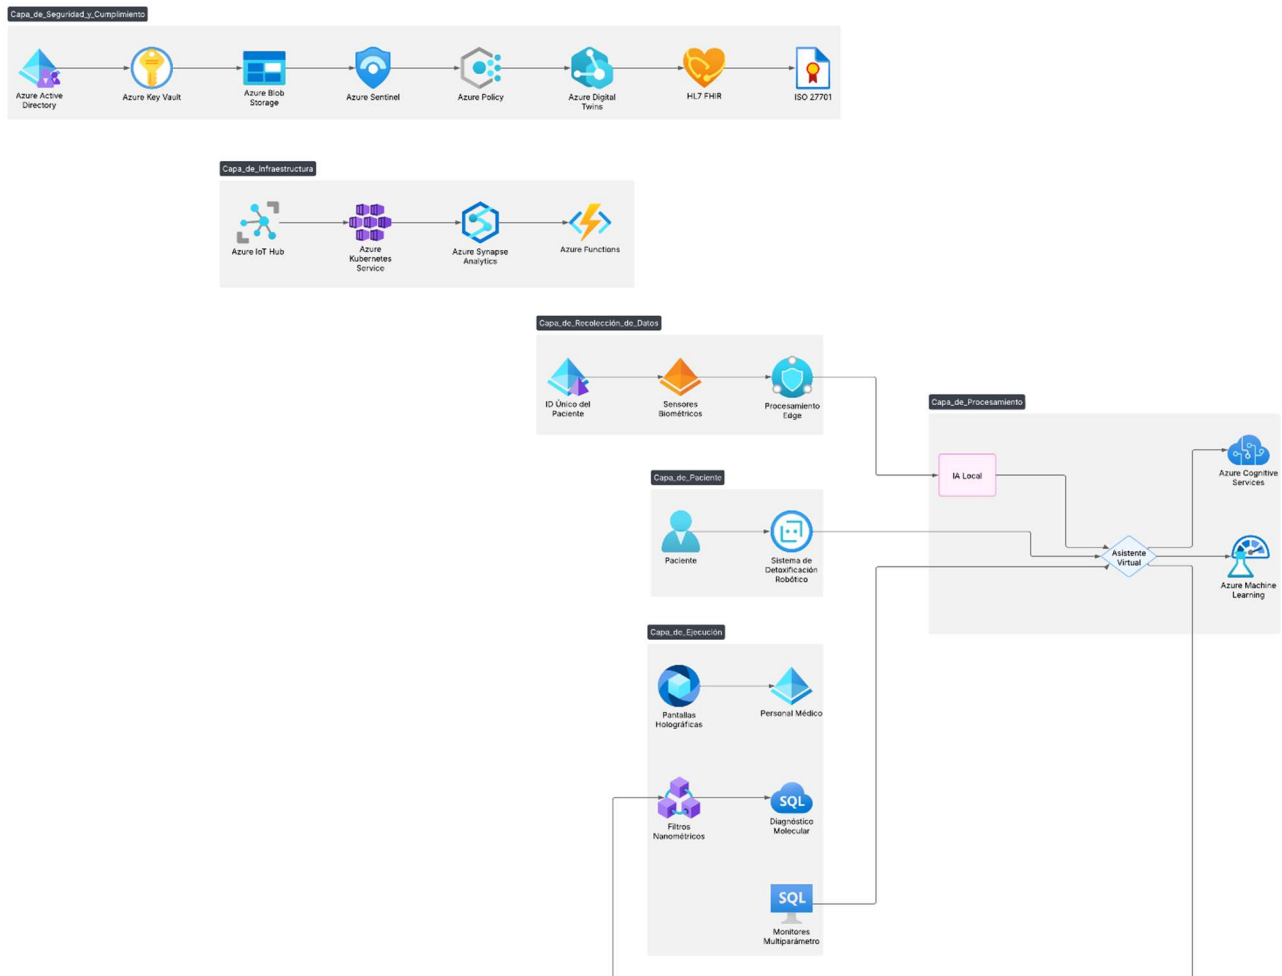 Capa_de_Seguridad_y_Cumplimiento
Azure Active
Directory
Azure Key Vault
Azure Blob
Storage
Azure Sentinel
Azure Policy
Azure Digital
Twins
HL7 FHIR
ISO 27701
Capa_de_Infraestructura
Azure IoT Hub
Azure
Kubernetes
Service
Azure Synapse
Analytics
Azure Functions
Capa_de_Recolección_de_Datos
ID Único del
Paciente
Sensores
Biométricos
Procesamiento
Edge
Capa_de_Procesamiento
IA Local
Azure Cognitive
Services
Asistente
Virtual
Azure Machine
Learning
Capa_de_Paciente
Paciente
Sistema de
Detoxificación
Robótico
Capa_de_Ejecución
Pantallas
Holográficas
Personal Médico
Filtros
Nanométricos
SQL
Diagnóstico
Molecular
SQL
Monitores
Multiparámetro